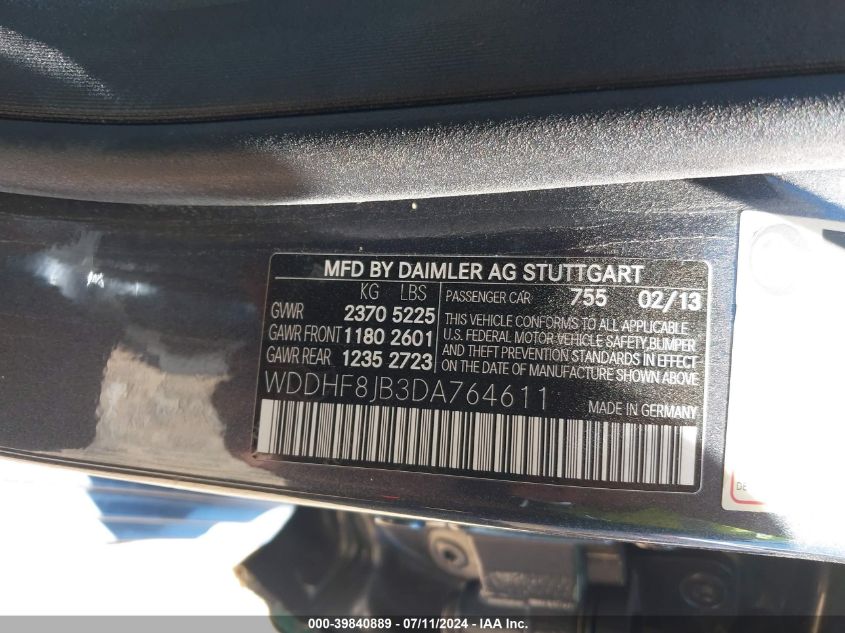 MFD BY DAIMLER AG STUTTGART
KG LBS
GVWR 2370 5225
GAWR FRONT 1180 2601
GAWR REAR 1235 2723
PASSENGER CAR 755 02/13
THIS VEHICLE CONFORMS TO ALL APPLICABLE
U.S. FEDERAL MOTOR VEHICLE SAFETY,BUMPER
AND THEFT PREVENTION STANDARDS IN EFFECT
ON THE DATE OF MANUFACTURE SHOWN ABOVE
WDDHF8JB3DA764611
MADE IN GERMANY
000-39840889 - 07/11/2024 - IAA Inc.